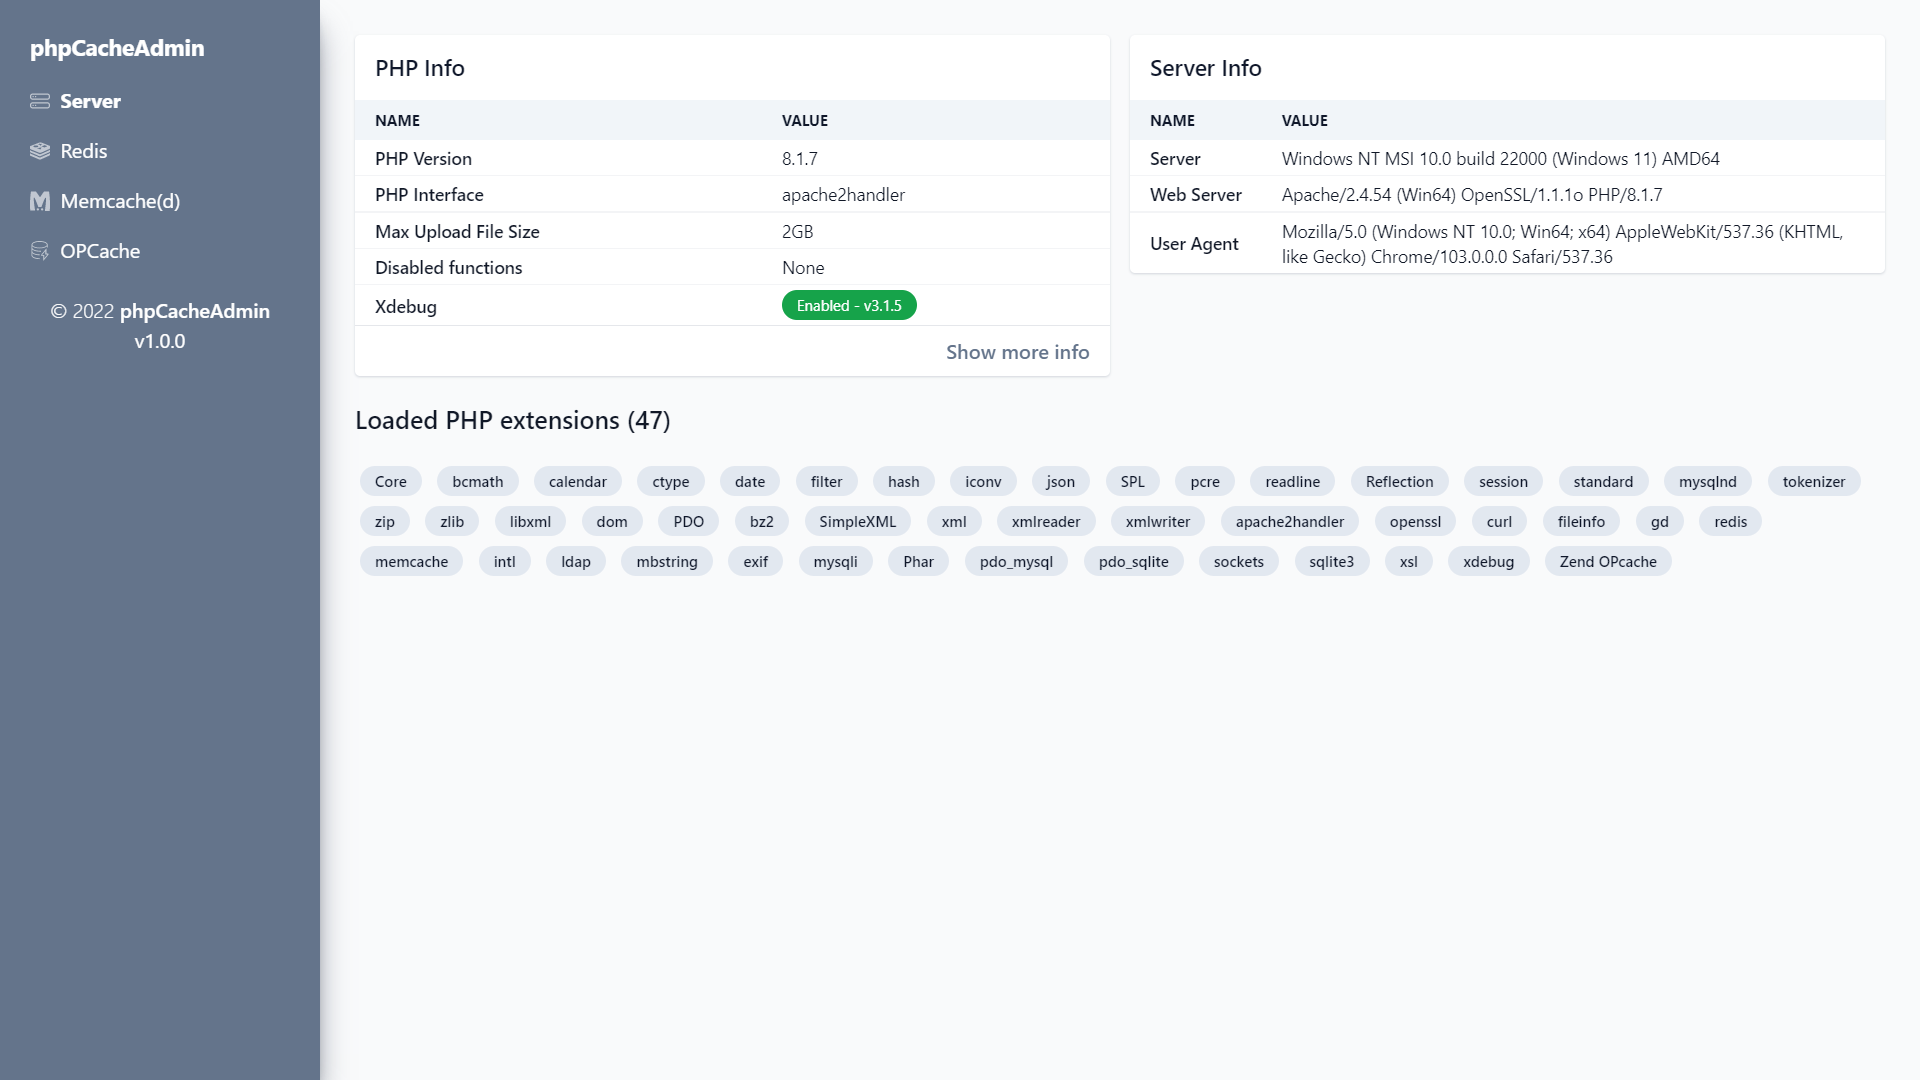 phpCacheAdmin
Server
Redis
Memcache(d)
OPCache
© 2022 phpCacheAdmin
v1.0.0
PHP Info
NAME VALUE
PHP Version 8.1.7
PHP Interface apache2handler
Max Upload File Size 2GB
Disabled functions None
Xdebug Enabled - v3.1.5
Show more info
Server Info
NAME VALUE
Server Windows NT MSI 10.0 build 22000 (Windows 11) AMD64
Web Server Apache/2.4.54 (Win64) OpenSSL/1.1.1o PHP/8.1.7
User Agent Mozilla/5.0 (Windows NT 10.0; Win64; x64) AppleWebKit/537.36 (KHTML,
like Gecko) Chrome/103.0.0.0 Safari/537.36
Loaded PHP extensions (47)
Core bcmath calendar ctype date filter hash iconv json SPL pcre readline Reflection session standard mysqlnd tokenizer
zip zlib libxml dom PDO bz2 SimpleXML xml xmlreader xmlwriter apache2handler openssl curl fileinfo gd redis
memcache intl ldap mbstring exif mysqli Phar pdo_mysql pdo_sqlite sockets sqlite3 xsl xdebug Zend OPcache